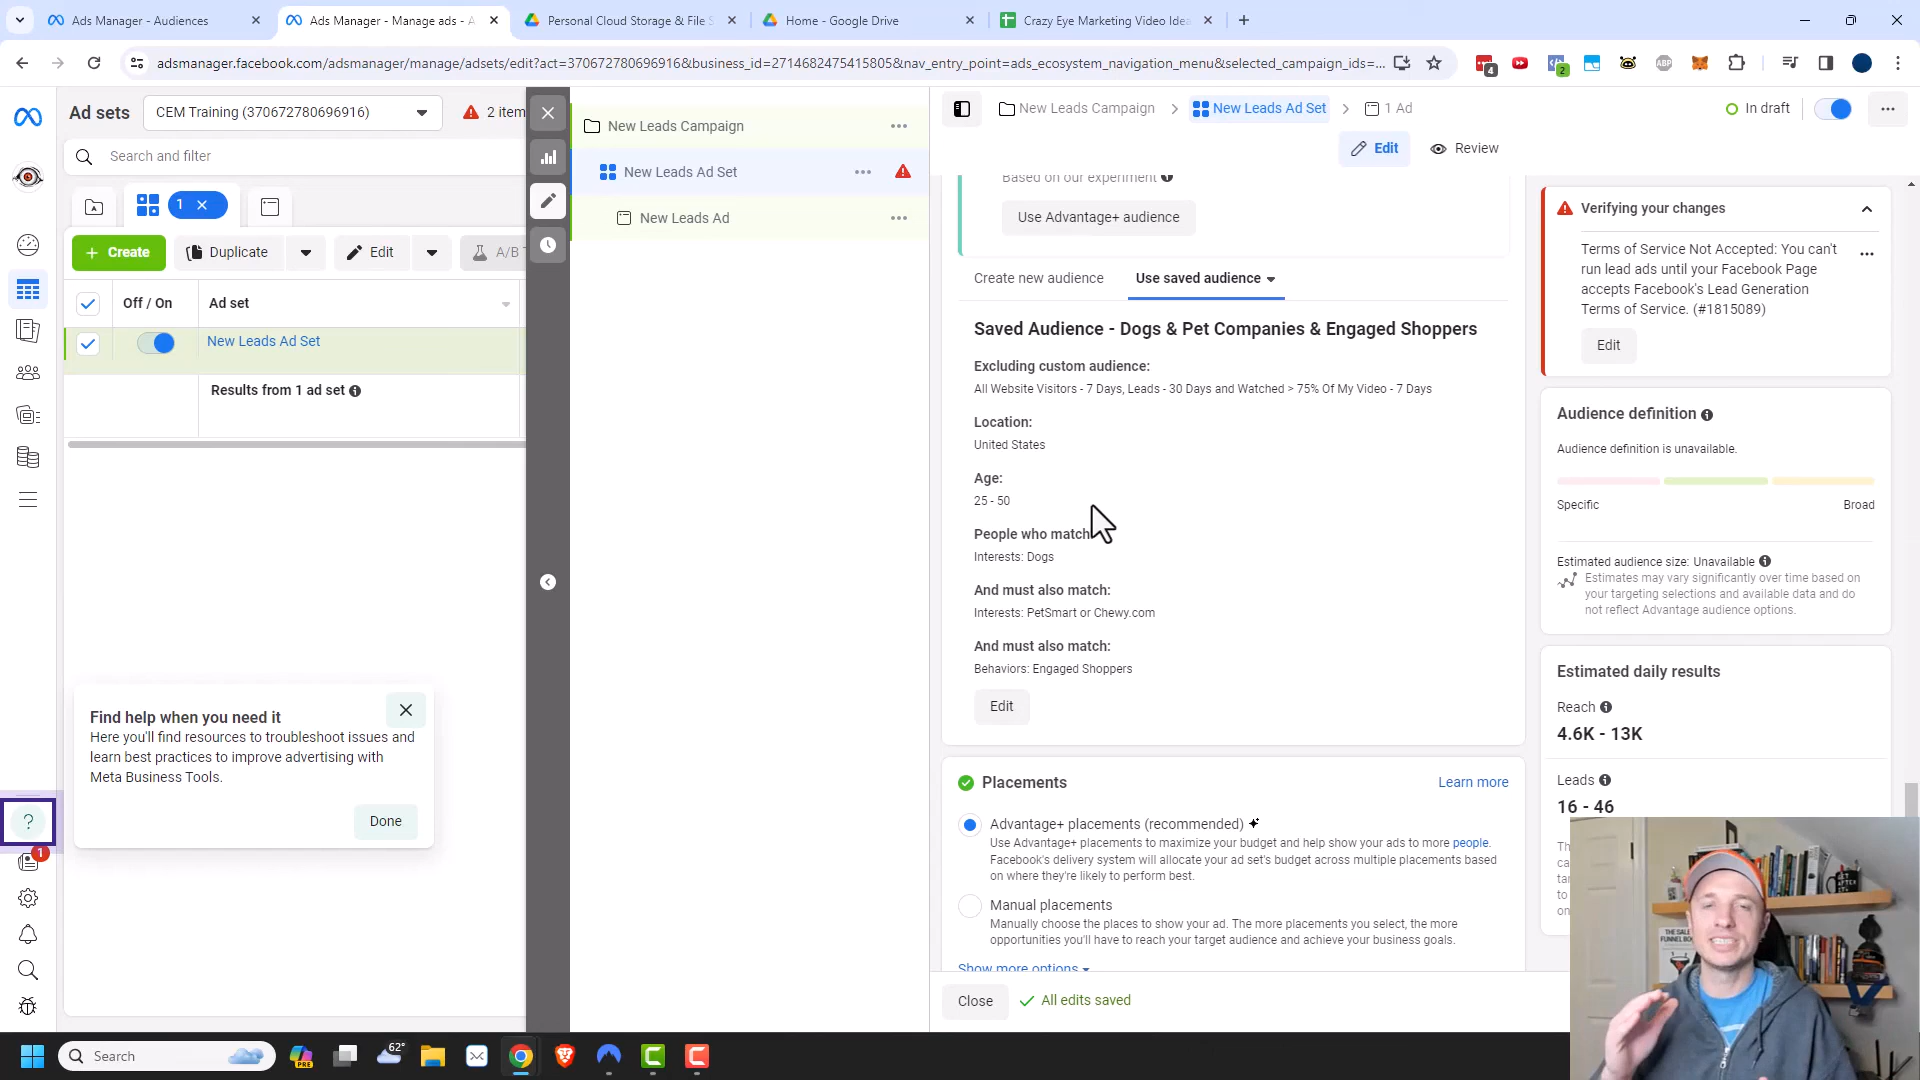 Ads Manager - Audiences
Ads Manager - Manage ads - A
Personal Cloud Storage & File S
Home - Google Drive
Crazy Eye Marketing Video Idea
adsmanager.facebook.com/adsmanager/manage/adsets/edit?act=370672780696916&business_id=2714682475415805&nav_entry_point=ads_ecosystem_navigation_menu&selected_campaign_ids=...
4
2
ABP
Ad sets
CEM Training (370672780696916)
2 item
New Leads Campaign
New Leads Campaign
New Leads Ad Set
1 Ad
In draft
Search and filter
Edit
Review
New Leads Ad Set
New Leads Ad
1
Create
Duplicate
Edit
A/B T
Off / On
Ad set
New Leads Ad Set
Results from 1 ad set
Based on our experiment
Use Advantage+ audience
Create new audience
Use saved audience
Saved Audience - Dogs & Pet Companies & Engaged Shoppers
Excluding custom audience:
All Website Visitors - 7 Days, Leads - 30 Days and Watched > 75% Of My Video - 7 Days
Location:
United States
Age:
25 - 50
People who match
Interests: Dogs
And must also match:
Interests: PetSmart or Chewy.com
And must also match:
Behaviors: Engaged Shoppers
Edit
Placements
Learn more
Advantage+ placements (recommended)
Use Advantage+ placements to maximize your budget and help show your ads to more people.
Facebook's delivery system will allocate your ad set's budget across multiple placements based
on where they're likely to perform best.
Manual placements
Manually choose the places to show your ad. The more placements you select, the more
opportunities you'll have to reach your target audience and achieve your business goals.
Show more options
Close
All edits saved
Verifying your changes
Terms of Service Not Accepted: You can't
run lead ads until your Facebook Page
accepts Facebook's Lead Generation
Terms of Service. (#1815089)
Edit
Audience definition
Audience definition is unavailable.
Specific
Broad
Estimated audience size: Unavailable
Estimates may vary significantly over time based on
your targeting selections and available data and do
not reflect Advantage audience options.
Estimated daily results
Reach
4.6K - 13K
Leads
16 - 46
Find help when you need it
Here you'll find resources to troubleshoot issues and
learn best practices to improve advertising with
Meta Business Tools.
Done
?
1
Search
PRE
62°